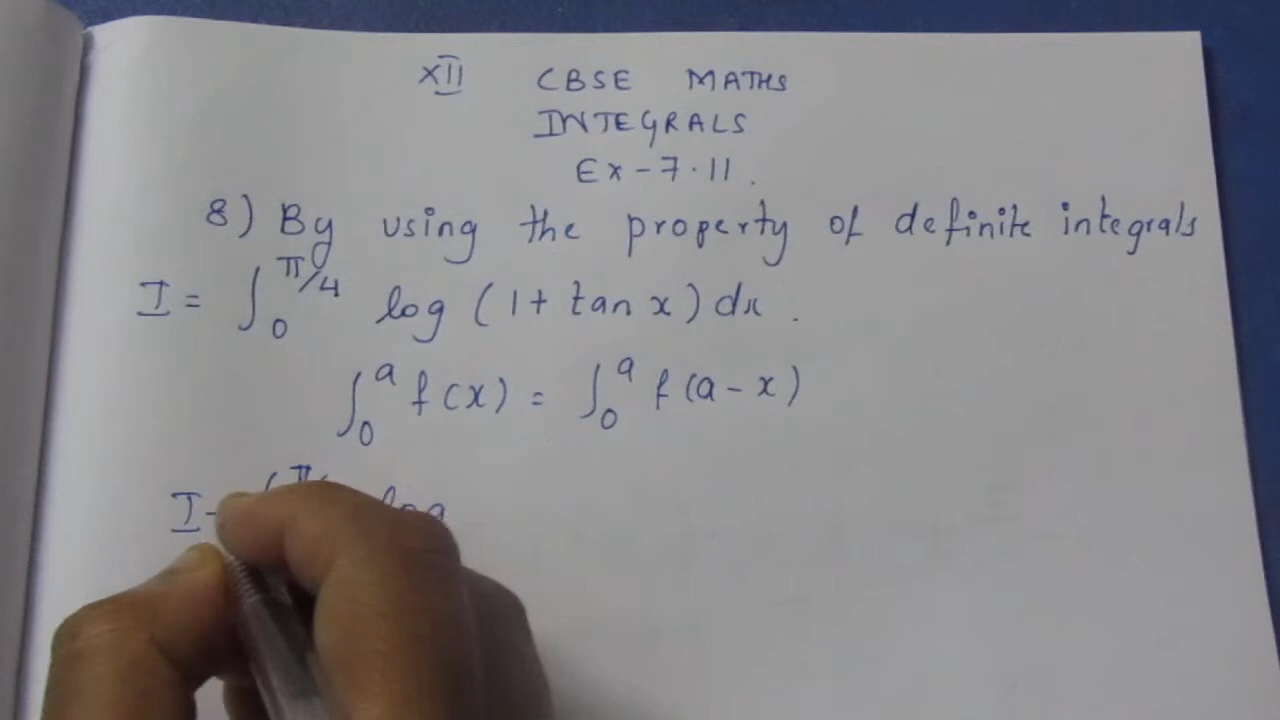 XII CBSE MATHS
INTEGRALS
Ex-7.11.
8) By using the property of definite integrals
I = ∫₀^π/4 log (1+ tan x) dx .
∫₀^a f(x) = ∫₀^a f(a-x)
I log